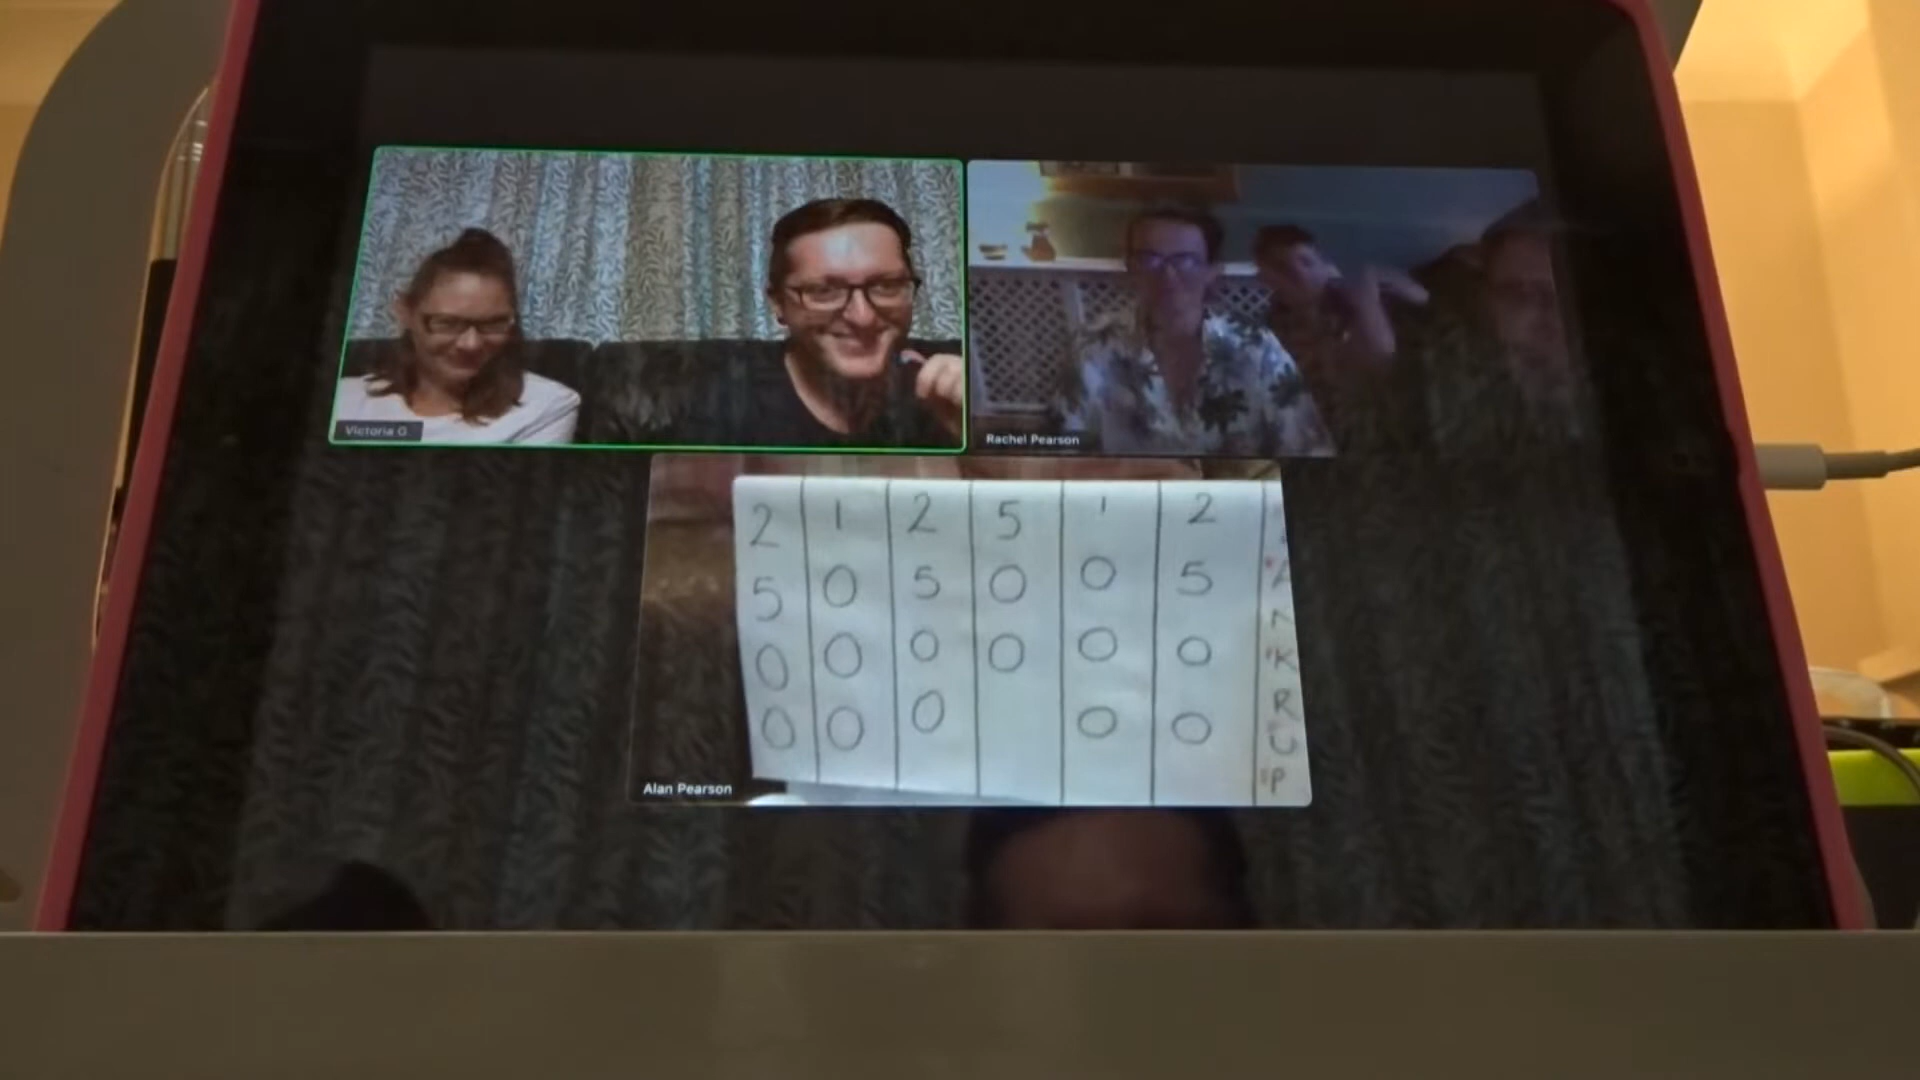 Victoria G
Rachel Pearson
2 1 2 5 1 2
5 0 5 0 0 5 A
0 0 0 0 0 0 N
K
0 0 0 0 0 R
U
P
Alan Pearson